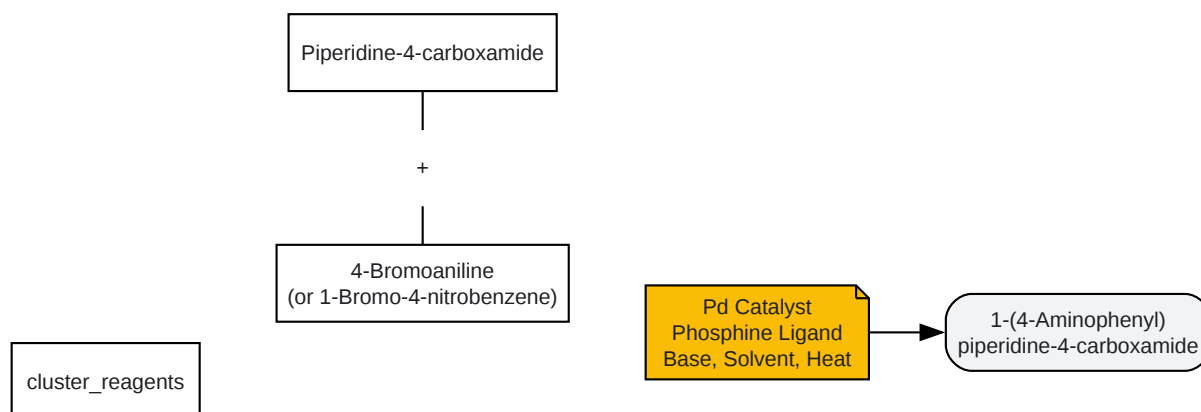 Piperidine-4-carboxamide
+
4-Bromoaniline
(or 1-Bromo-4-nitrobenzene)
Pd Catalyst
Phosphine Ligand
Base, Solvent, Heat
1-(4-Aminophenyl)
piperidine-4-carboxamide
cluster_reagents